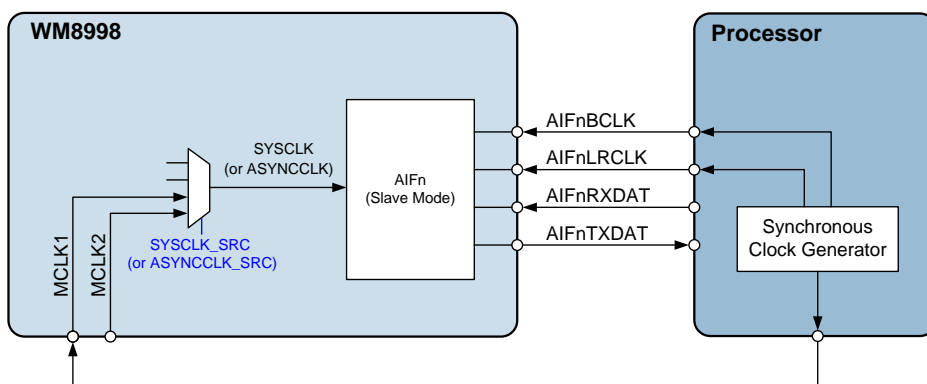 WM8998
Processor
AIFnBCLK
SYSCLK
(or ASYNCCLK)
AIFnLRCLK
AIFn
(Slave Mode)
AIFnRXDAT
MCLK1
MCLK2
SYSCLK_SRC
(or ASYNCCLK_SRC)
AIFnTXDAT
Synchronous
Clock Generator